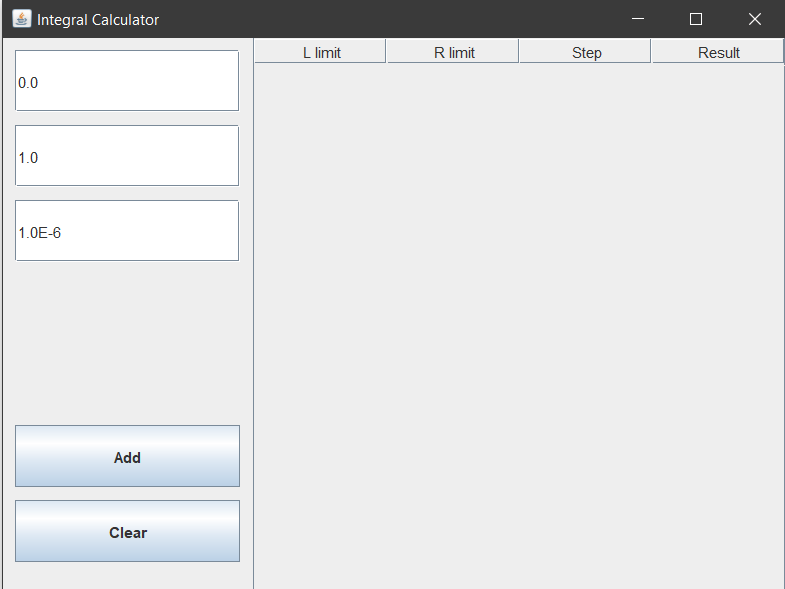 Integral Calculator
0.0
1.0
1.0E-6
Add
Clear
L limit R limit Step Result